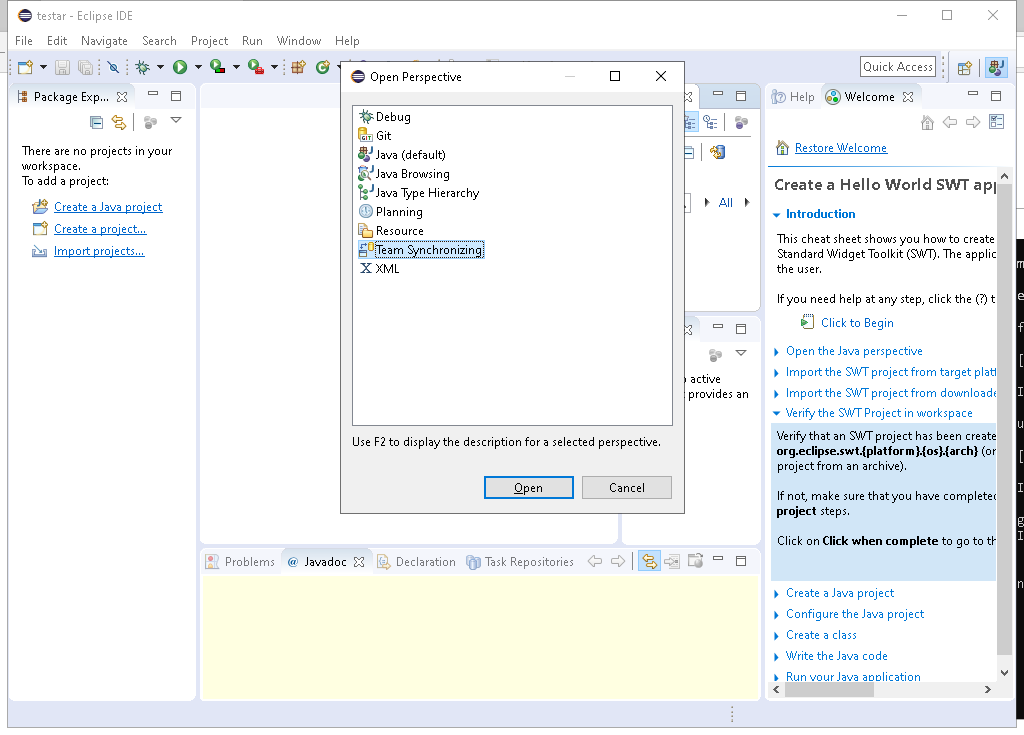 testar - Eclipse IDE
File Edit Navigate Search Project Run Window Help
Quick Access
Package Exp...
There are no projects in your
workspace.
To add a project:
Create a Java project
Create a project...
Import projects...
Open Perspective
Debug
Git
Java (default)
Java Browsing
Java Type Hierarchy
Planning
Resource
Team Synchronizing
XML
Use F2 to display the description for a selected perspective.
Open
Cancel
All
active
provides an
Problems
@ Javadoc
Declaration
Task Repositories
Help
Welcome
Restore Welcome
Create a Hello World SWT app
Introduction
This cheat sheet shows you how to create
Standard Widget Toolkit (SWT). The applic
the user.
If you need help at any step, click the (?) t
Click to Begin
Open the Java perspective
Import the SWT project from target platf
Import the SWT project from downloade
Verify the SWT Project in workspace
Verify that an SWT project has been create
org.eclipse.swt.{platform}.{os}.{arch} (or
project from an archive).
If not, make sure that you have completed
project steps.
Click on Click when complete to go to th
Create a Java project
Configure the Java project
Create a class
Write the Java code
Run your Java application